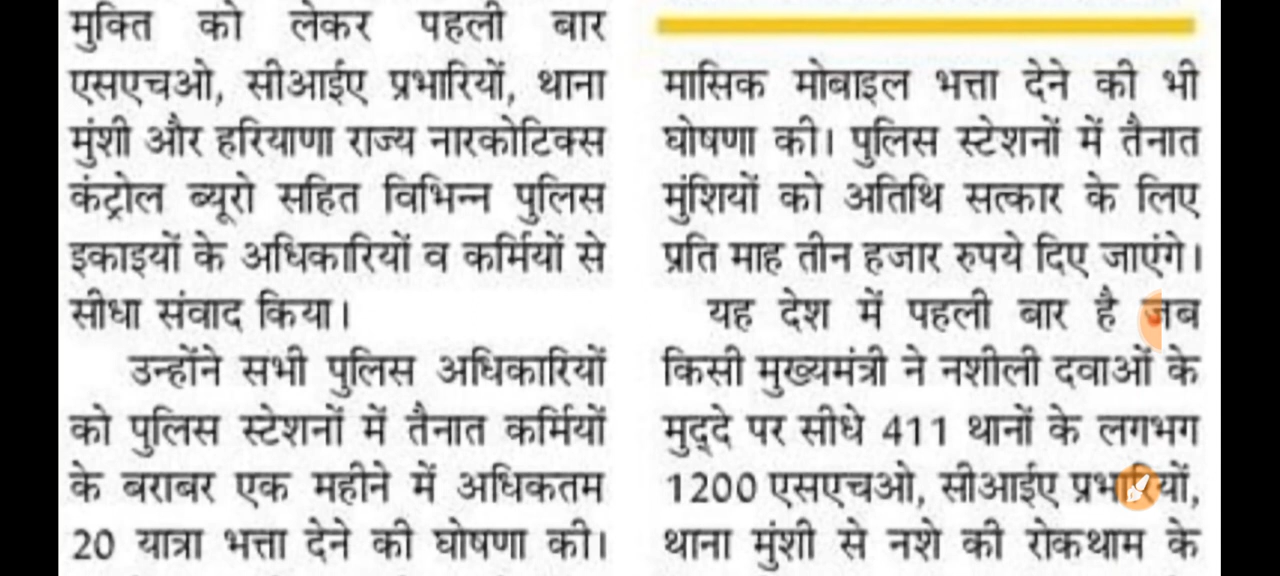 मुक्ति को लेकर पहली बार
एसएचओ, सीआईए प्रभारियों, थाना
मुंशी और हरियाणा राज्य नारकोटिक्स
कंट्रोल ब्यूरो सहित विभिन्न पुलिस
इकाइयों के अधिकारियों व कर्मियों से
सीधा संवाद किया।
उन्होंने सभी पुलिस अधिकारियों
को पुलिस स्टेशनों में तैनात कर्मियों
के बराबर एक महीने में अधिकतम
20 यात्रा भत्ता देने की घोषणा की।
मासिक मोबाइल भत्ता देने की भी
घोषणा की। पुलिस स्टेशनों में तैनात
मुंशियों को अतिथि सत्कार के लिए
प्रति माह तीन हजार रुपये दिए जाएंगे।
यह देश में पहली बार है जब
किसी मुख्यमंत्री ने नशीली दवाओं के
मुद्दे पर सीधे 411 थानों के लगभग
1200 एसएचओ, सीआईए प्रभारियों,
थाना मुंशी से नशे की रोकथाम के